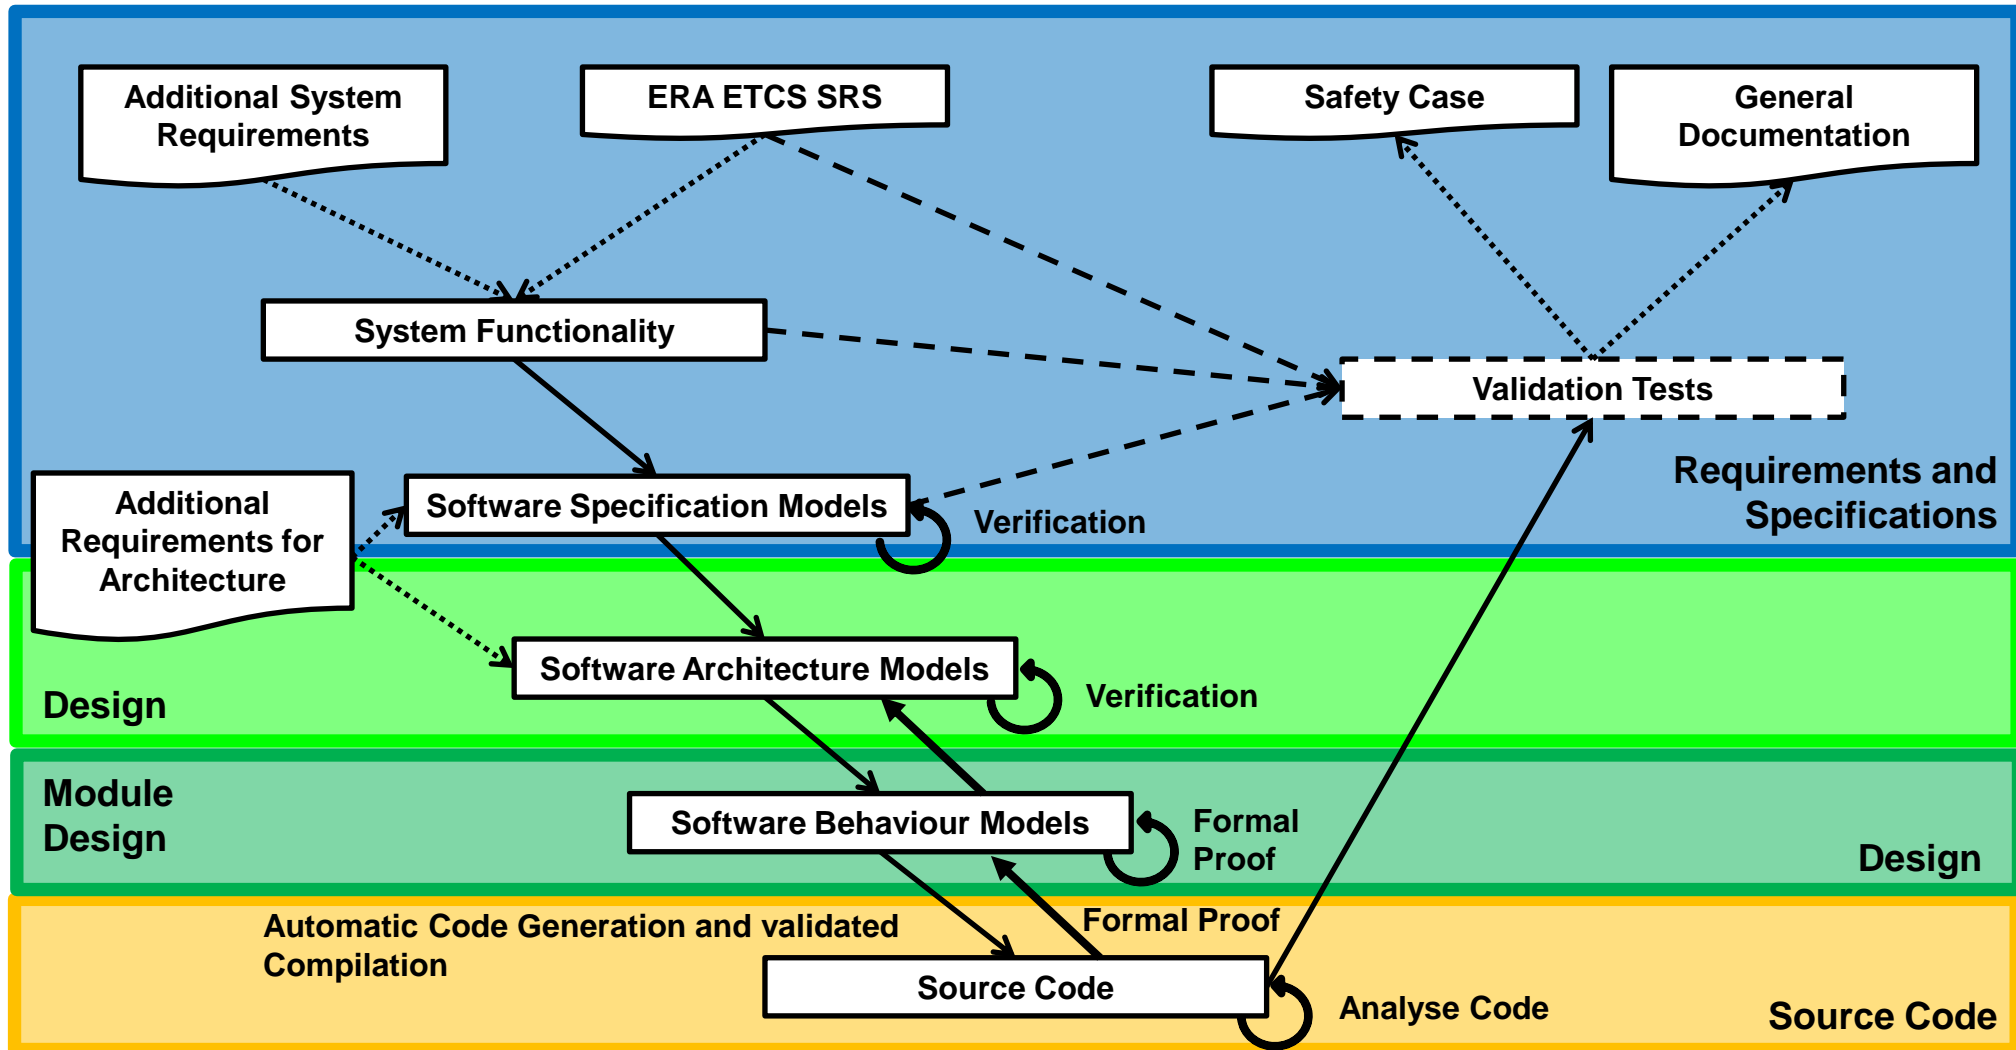 Additional System
Requirements
ERA ETCS SRS
Safety Case
General
Documentation
System Functionality
Validation Tests
Requirements and
Specifications
Additional
Requirements for
Architecture
Software Specification Models
Verification
Software Architecture Models
Verification
Design
Module
Design
Software Behaviour Models
Formal
Proof
Design
Automatic Code Generation and validated
Compilation
Formal Proof
Source Code
Analyse Code
Source Code